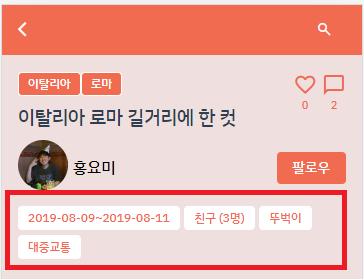 이탈리아 로마
0 2
이탈리아 로마 길거리에 한 컷
홍요미 팔로우
2019-08-09~2019-08-11 친구 (3명) 뚜벅이
대중교통